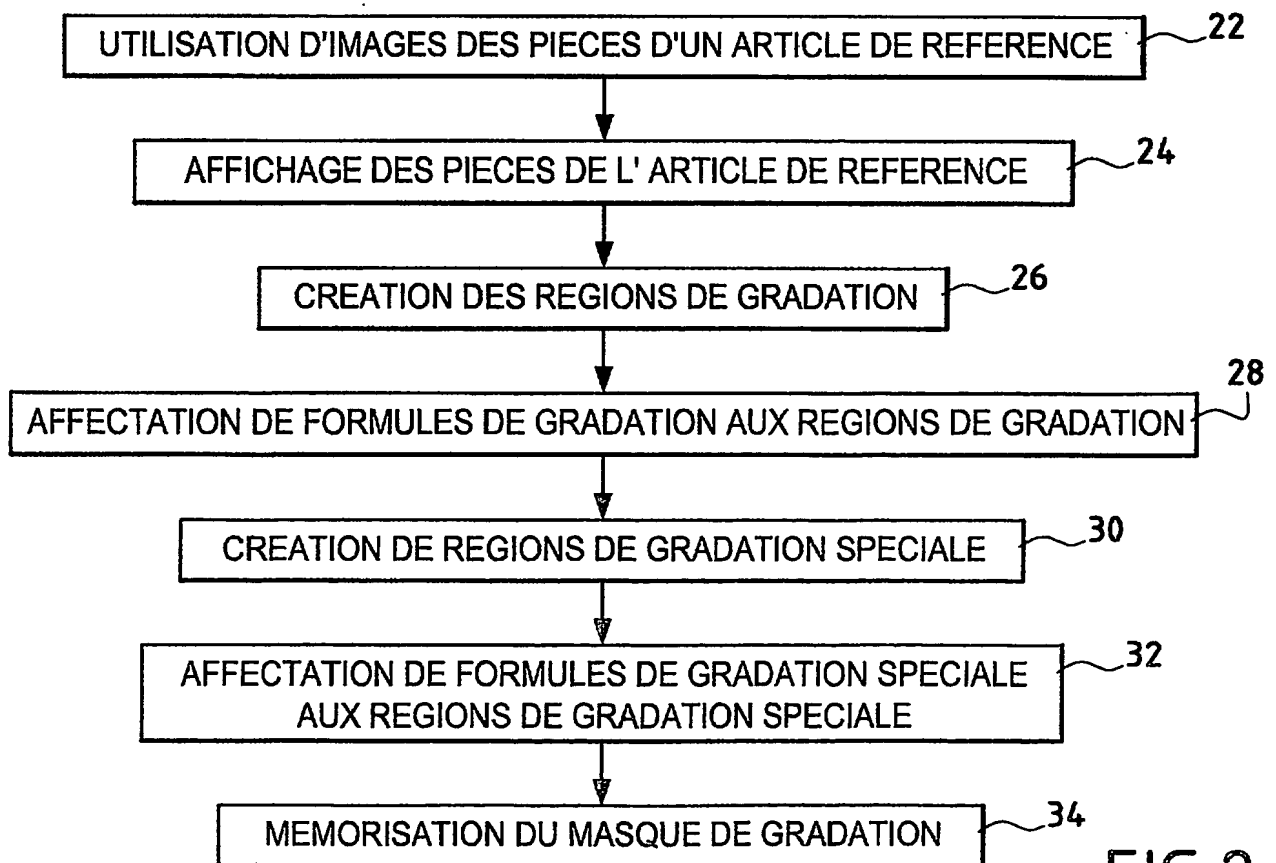 UTILISATION D'IMAGES DES PIECES D'UN ARTICLE DE REFERENCE 22
AFFICHAGE DES PIECES DE L' ARTICLE DE REFERENCE 24
CREATION DES REGIONS DE GRADATION 26
28
AFFECTATION DE FORMULES DE GRADATION AUX REGIONS DE GRADATION
CREATION DE REGIONS DE GRADATION SPECIALE 30
AFFECTATION DE FORMULES DE GRADATION SPECIALE 32
AUX REGIONS DE GRADATION SPECIALE
MEMORISATION DU MASQUE DE GRADATION 34